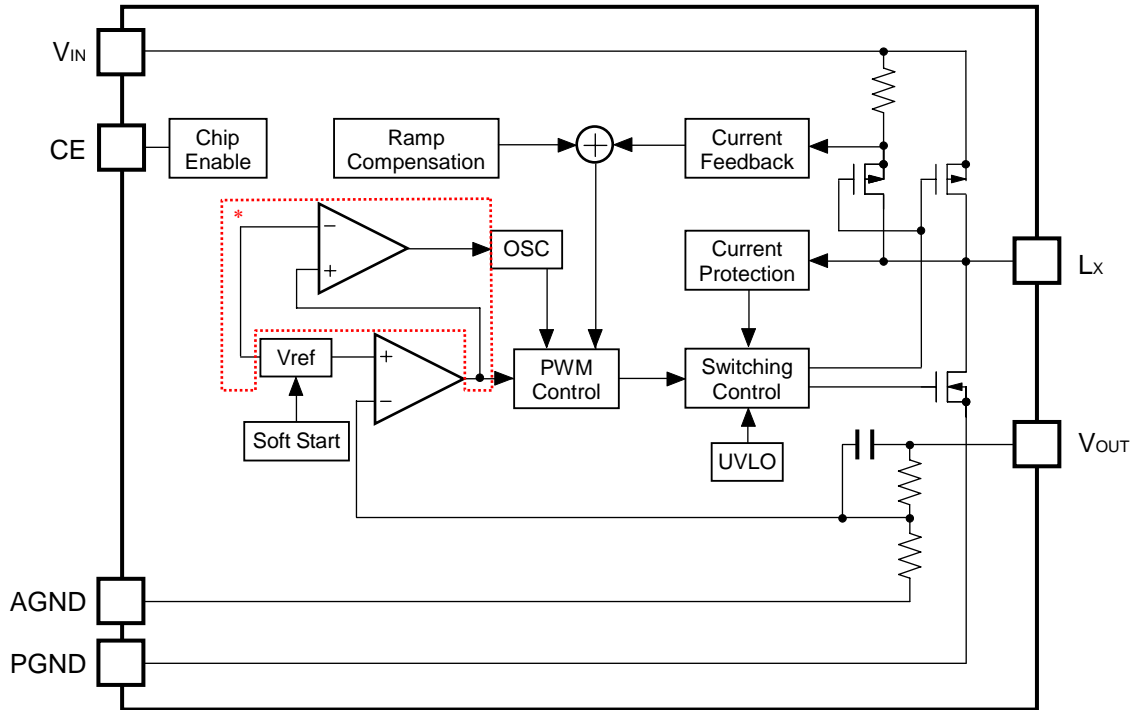 VIN
CE
Chip
Enable
Ramp
Compensation
+
Current
Feedback
*
−
+
OSC
Current
Protection
LX
Vref
+
−
PWM
Control
Switching
Control
Soft Start
UVLO
VOUT
AGND
PGND